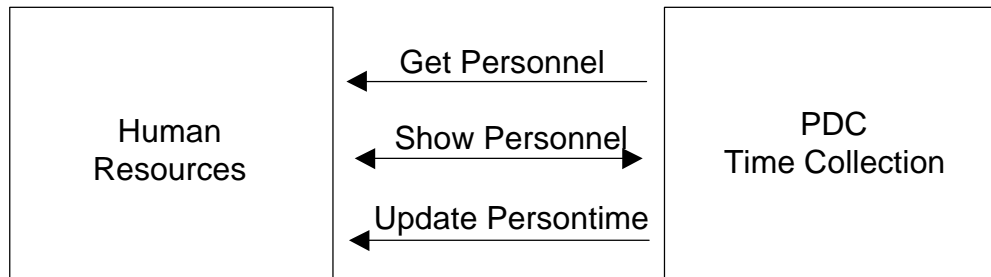 Human
Resources
Get Personnel
Show Personnel
Update Persontime
PDC
Time Collection